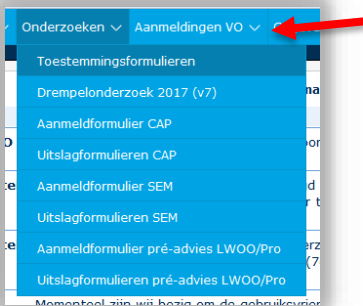 Onderzoeken Aanmeldingen VO
Toestemmingsformulieren
Drempelonderzoek 2017 (v7)
Aanmeldformulier CAP
Uitslagformulieren CAP
Aanmeldformulier SEM
Uitslagformulieren SEM
Aanmeldformulier pré-advies LWOO/Pro
Uitslagformulieren pré-advies LWOO/Pro
Momenteel zijn wij bezig om de